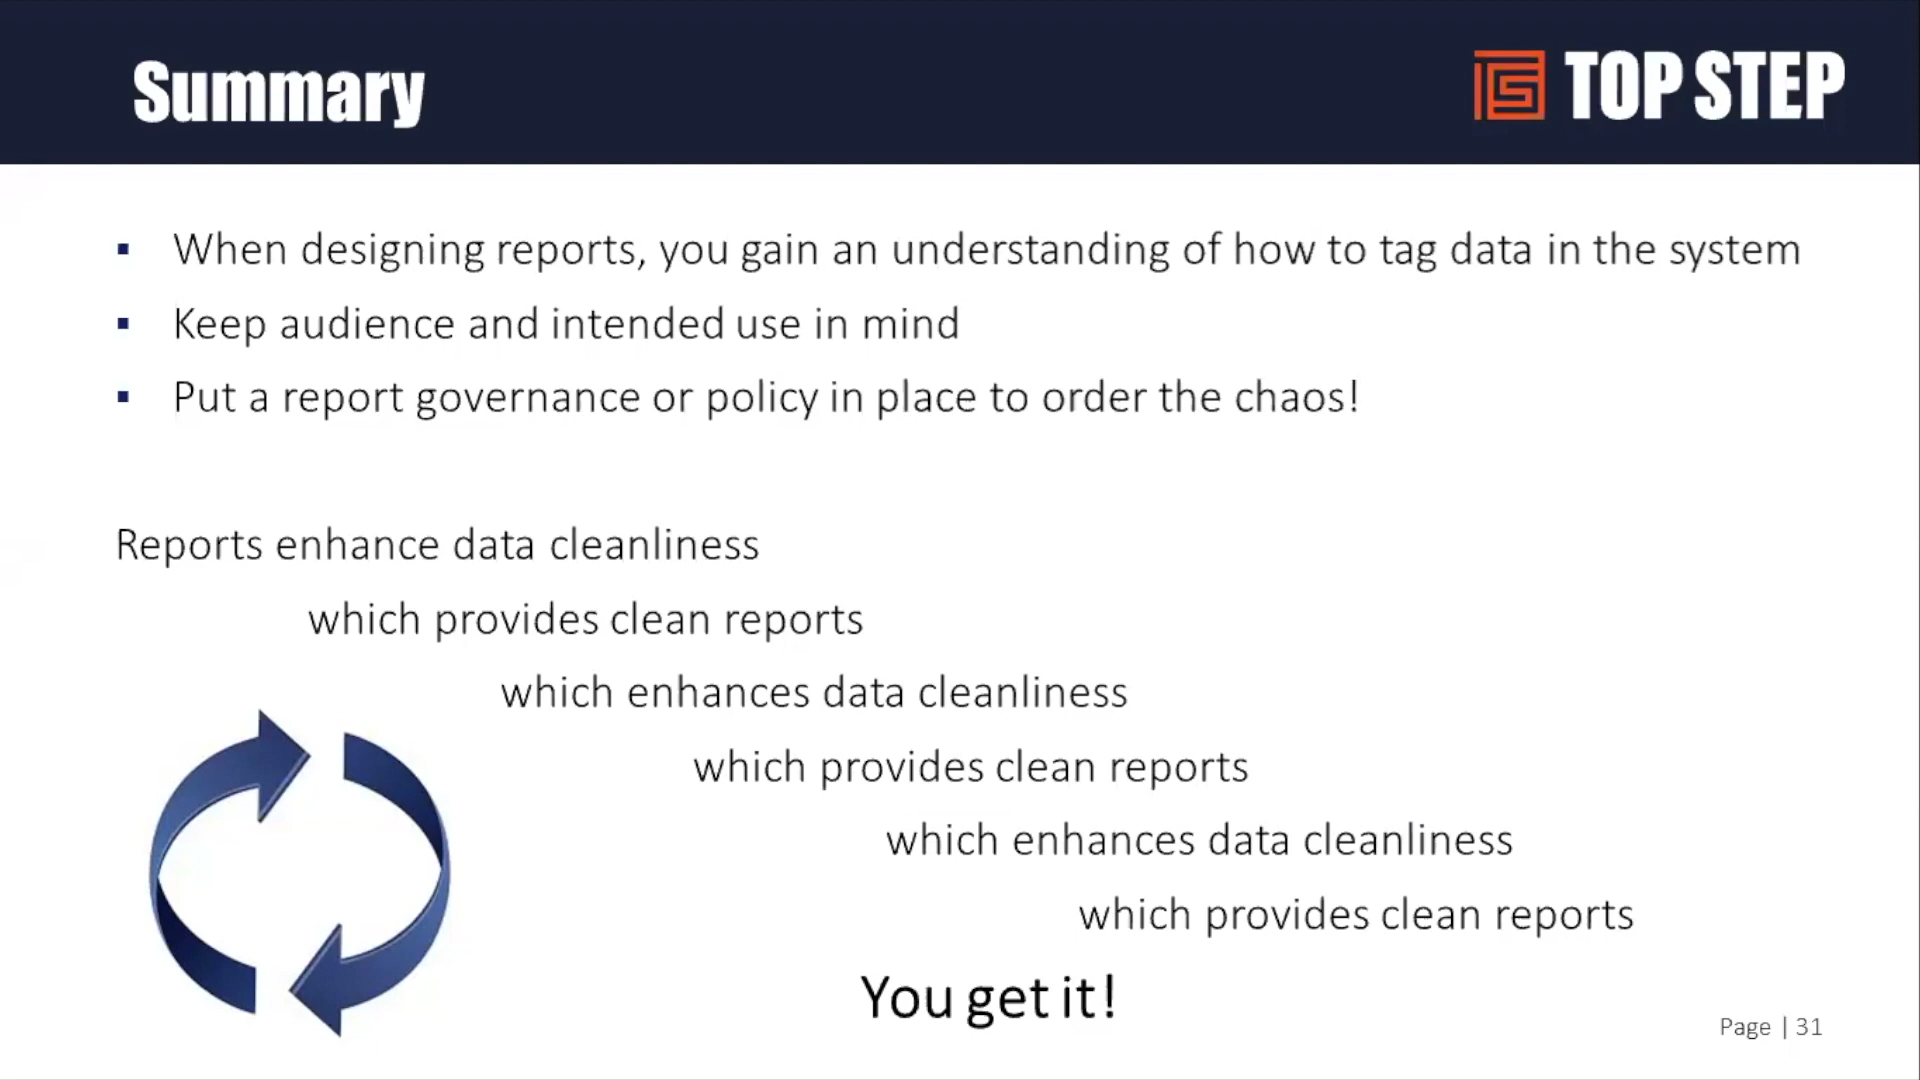 Summary
TOP STEP
▪ When designing reports, you gain an understanding of how to tag data in the system
▪ Keep audience and intended use in mind
▪ Put a report governance or policy in place to order the chaos!
Reports enhance data cleanliness
which provides clean reports
which enhances data cleanliness
which provides clean reports
which enhances data cleanliness
which provides clean reports
You get it!
Page | 31